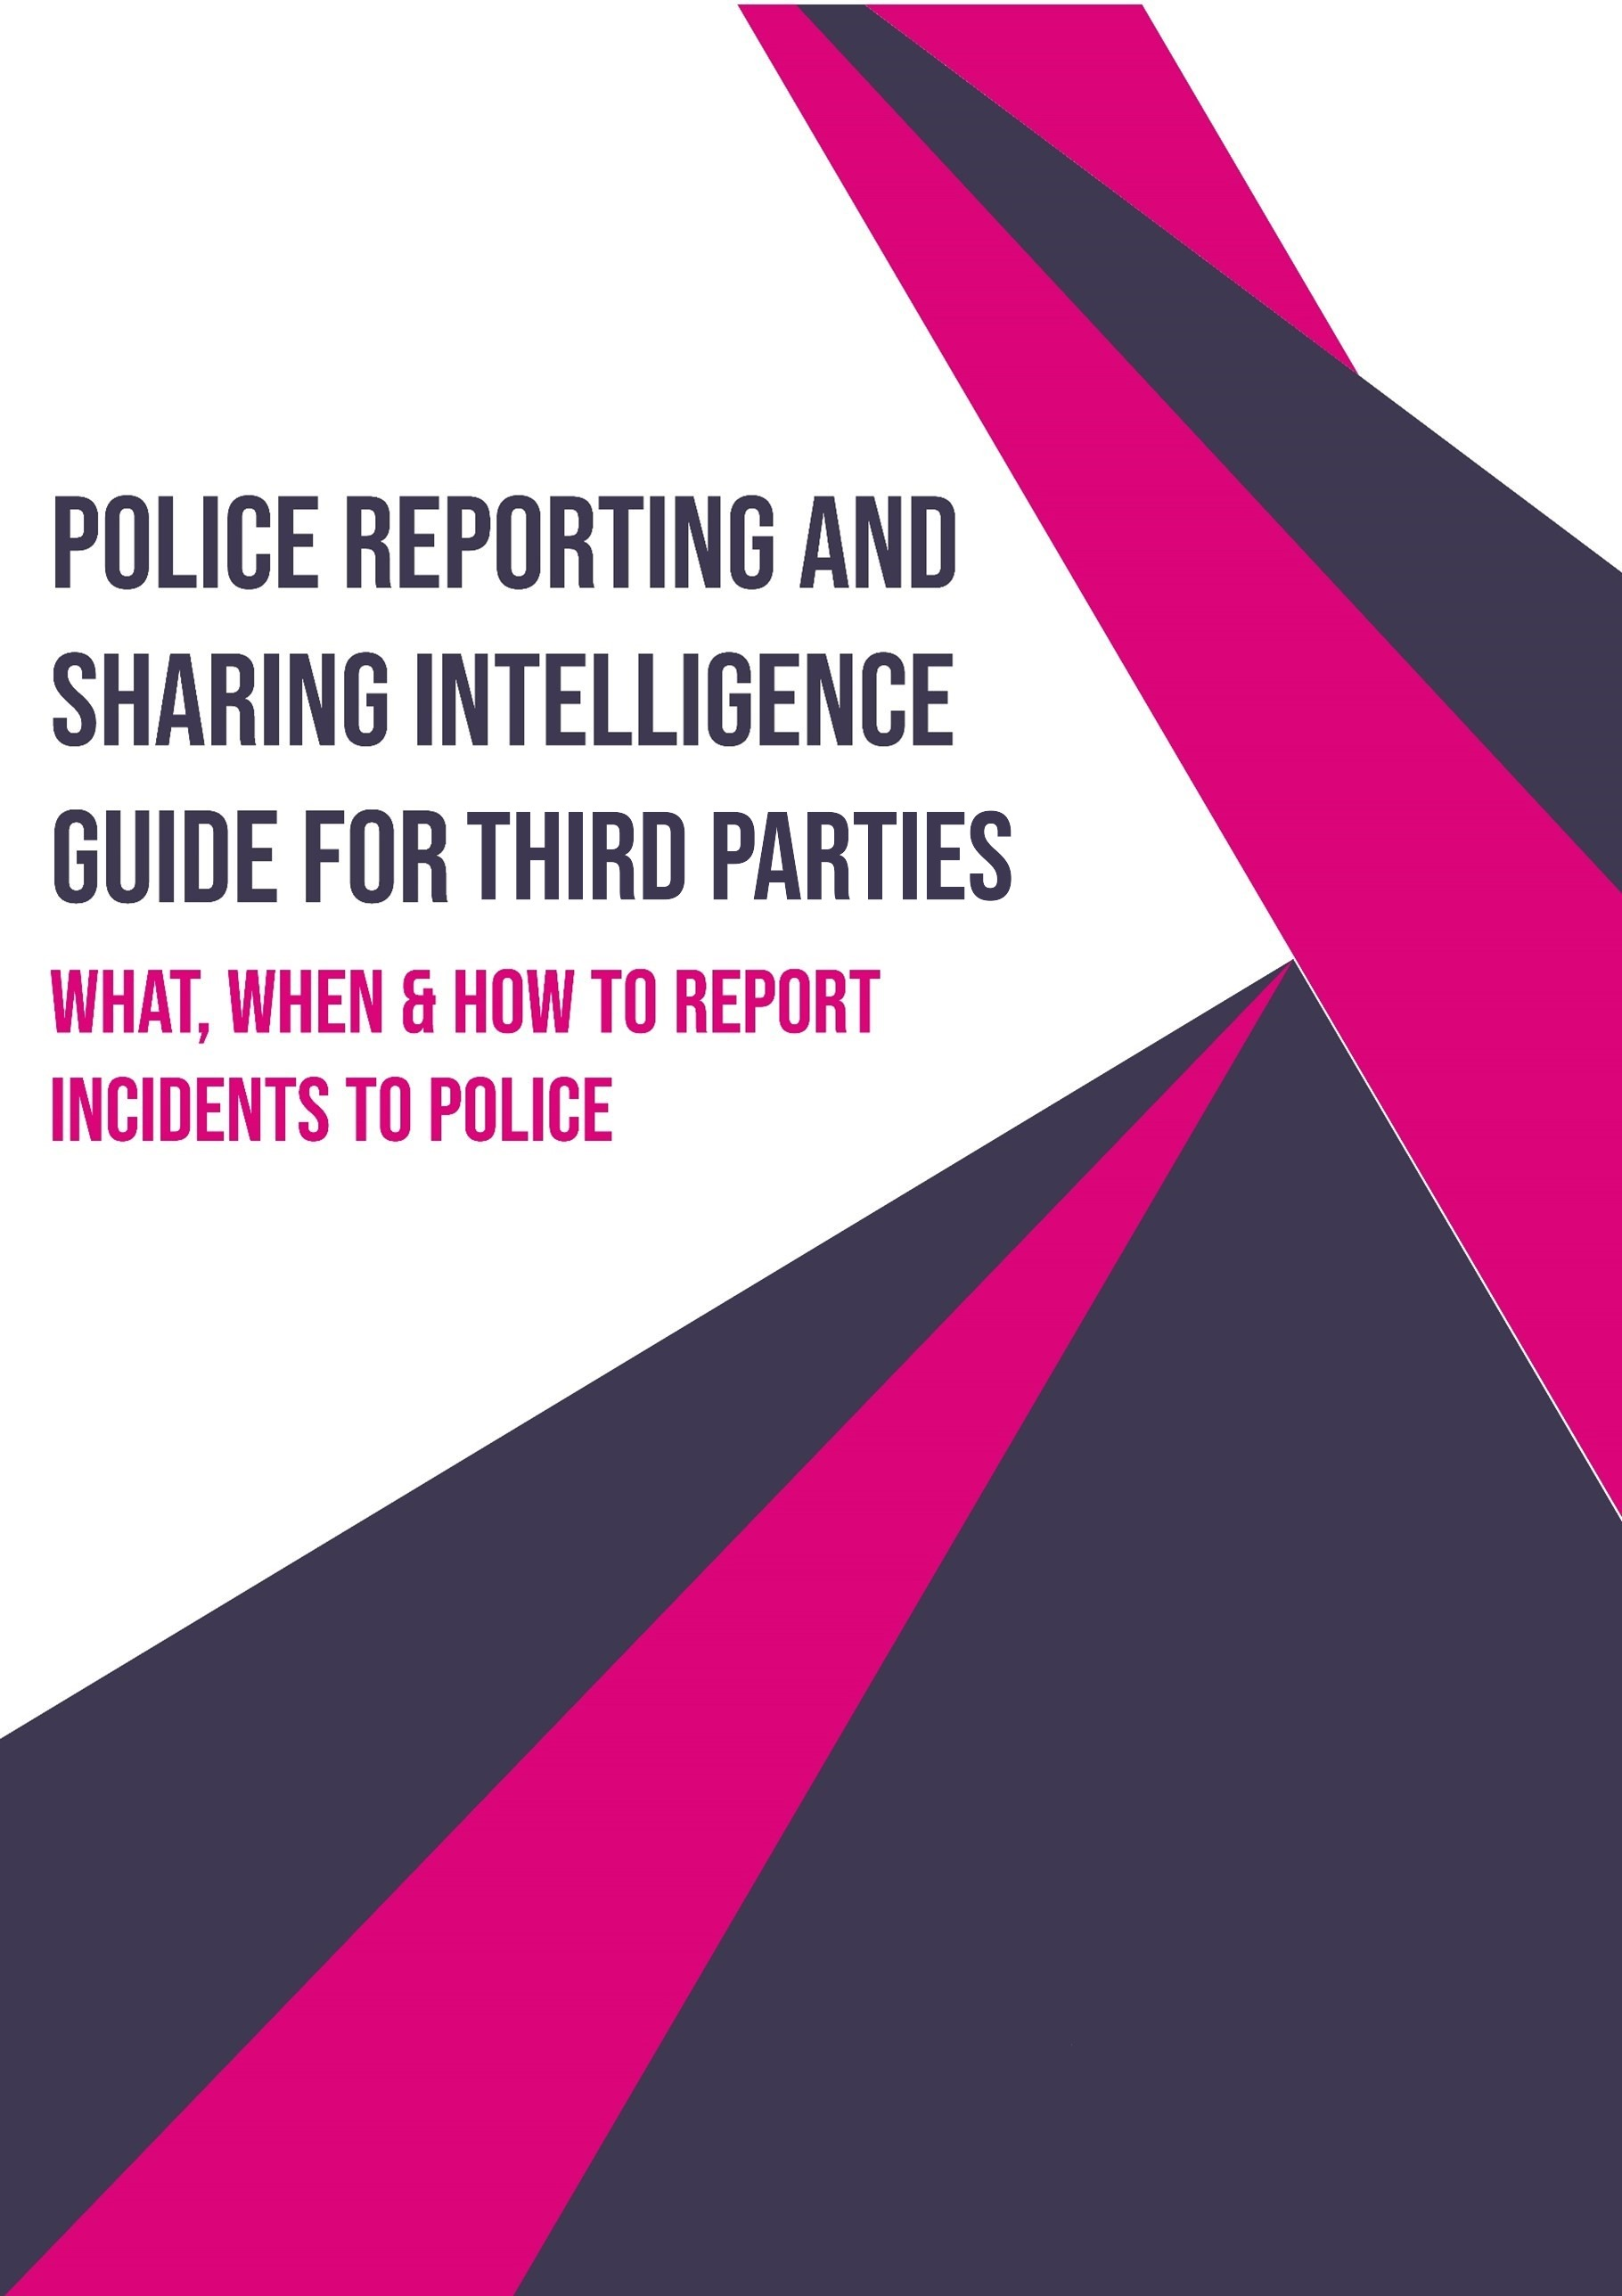 POLICE REPORTING AND
SHARING INTELLIGENCE
GUIDE FOR THIRD PARTIES
WHAT, WHEN & HOW TO REPORT
INCIDENTS TO POLICE